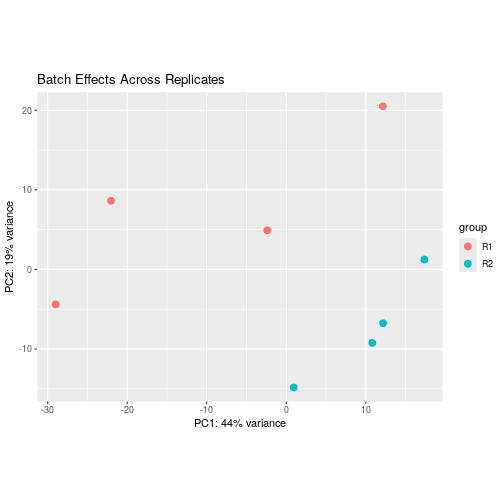 Batch Effects Across Replicates
20
10
0
-10
PC2: 19% variance
-30
-20
-10
0
10
PC1: 44% variance
group
R1
R2